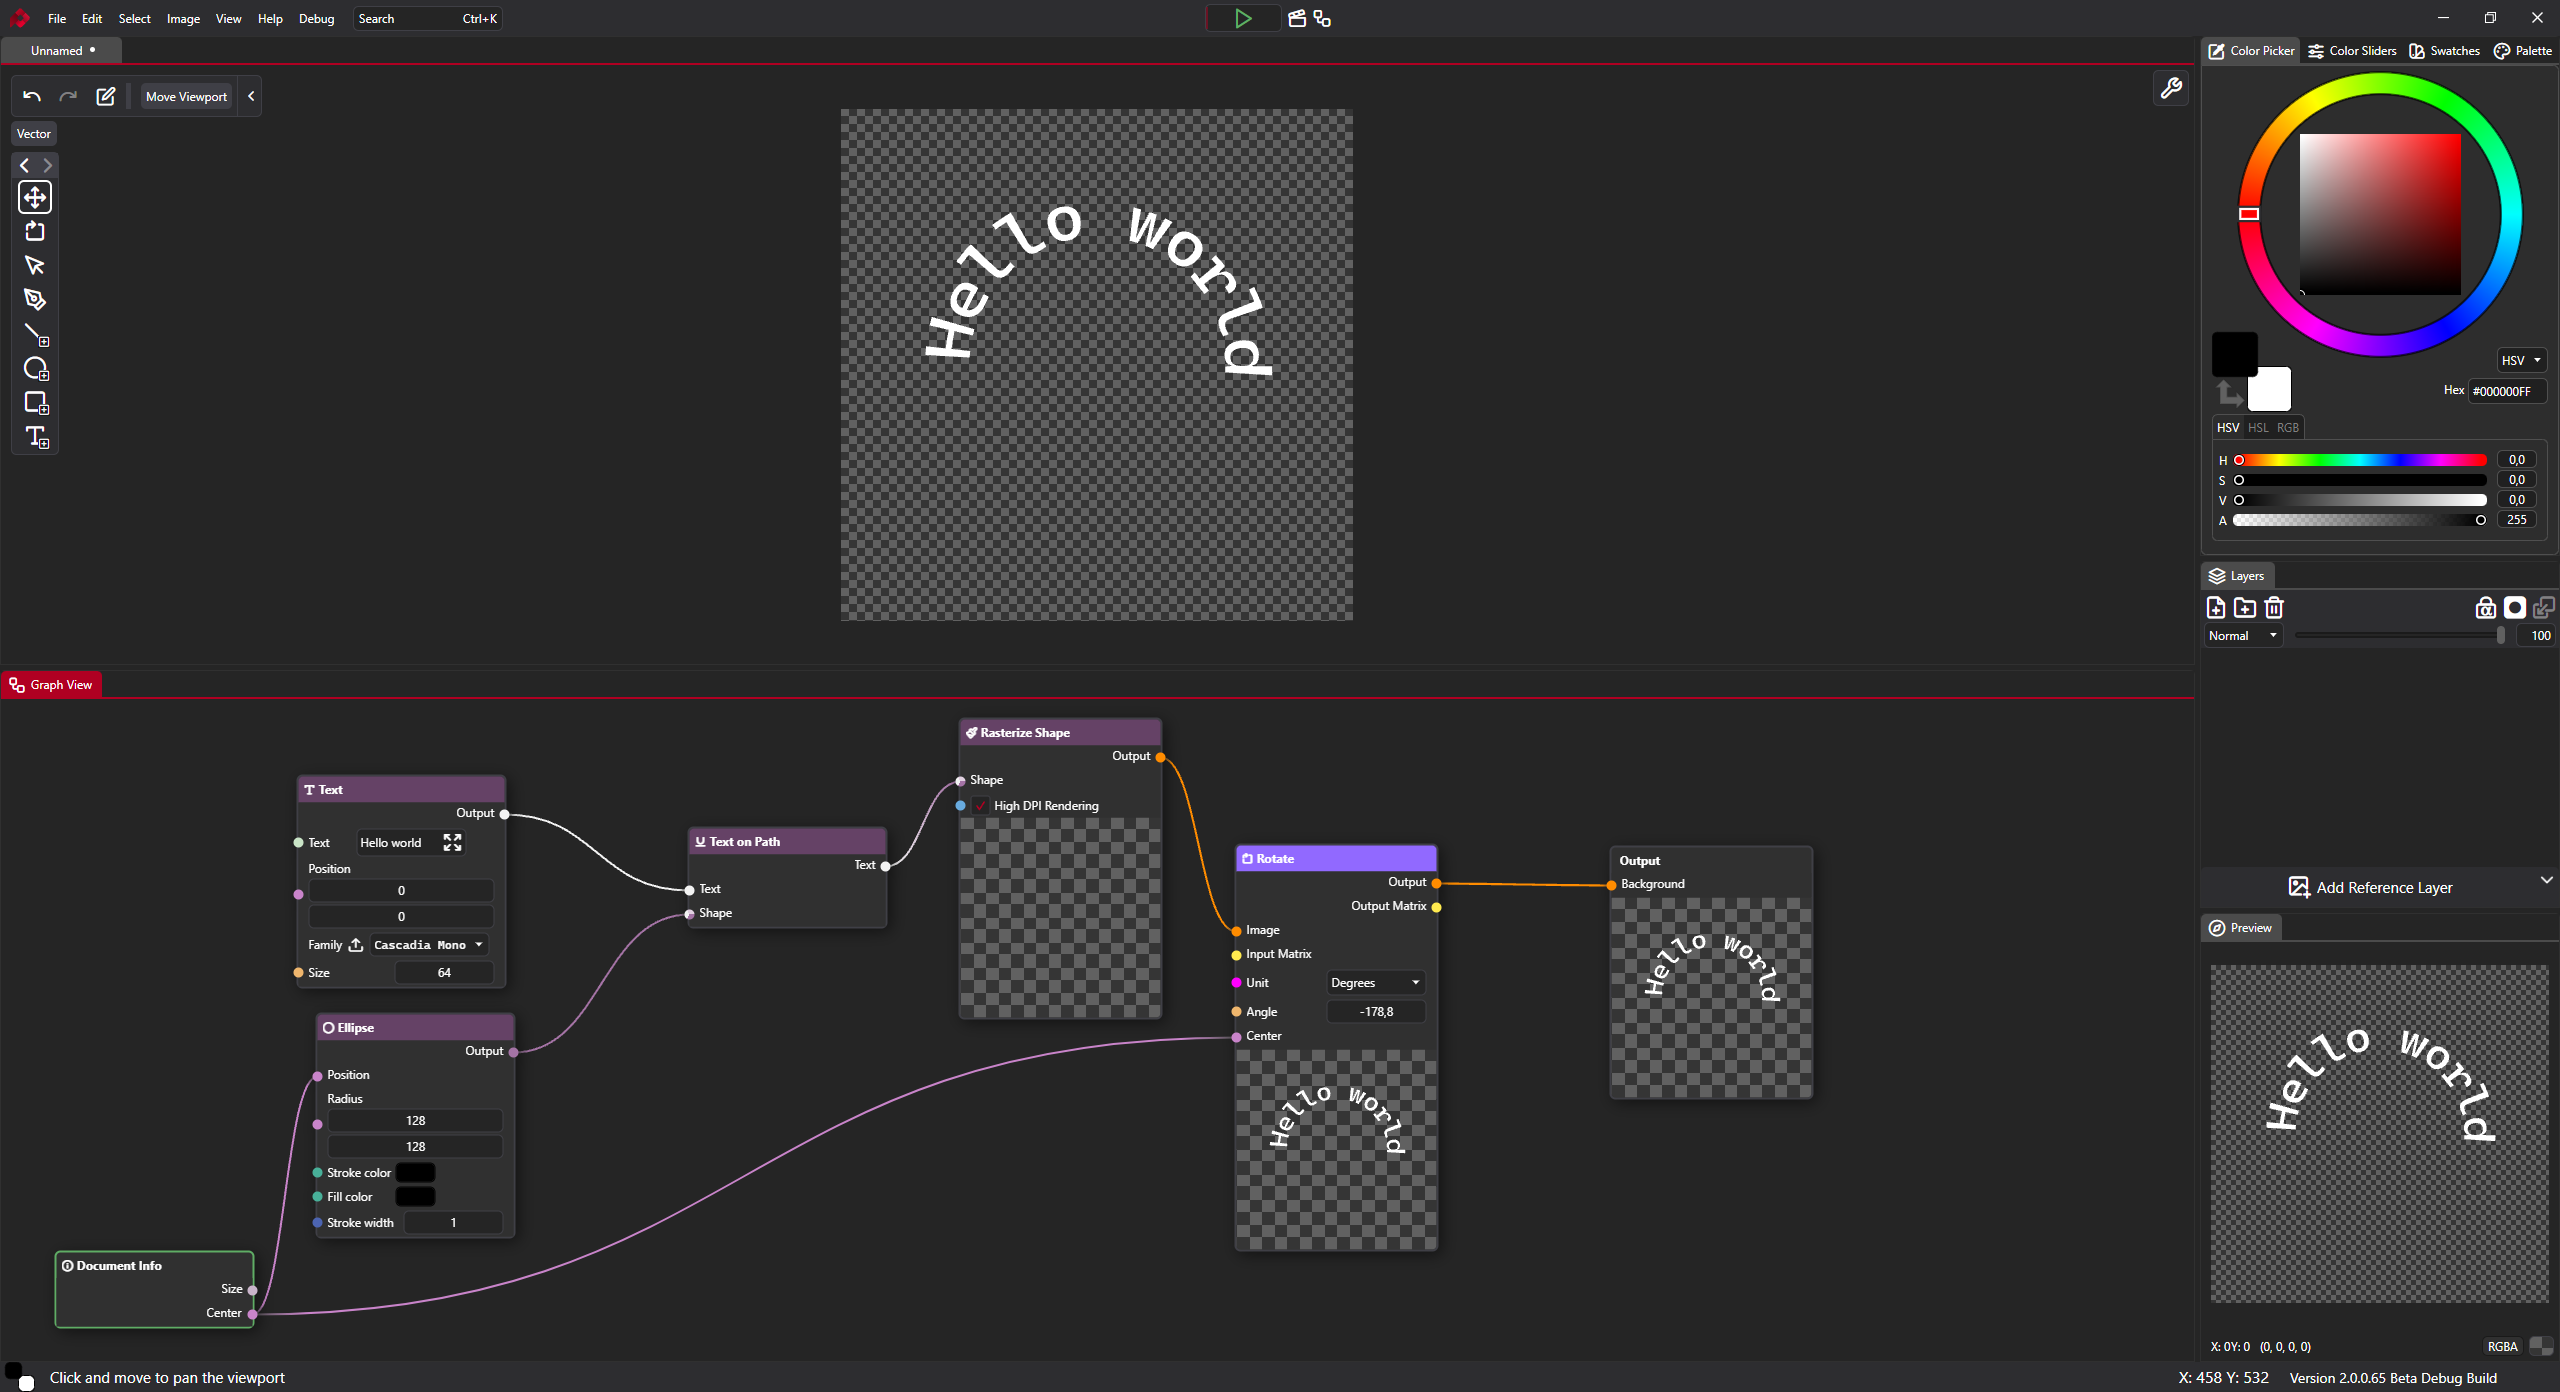 File Edit Select Image View Help Debug Search Ctrl+K
Unnamed
Move Viewport
Vector
Hello world
Color Picker Color Sliders Swatches Palette
HSV
Hex #000000FF
HSV HSL RGB
H 0,0
S 0,0
V 0,0
A 255
Layers
Normal 100
Add Reference Layer
Preview
Hello world
X: 0Y: 0 (0, 0, 0, 0) RGBA
Graph View
Text
Output
Text Hello world
Position
0
0
Family Cascadia Mono
Size 64
Ellipse
Output
Position
Radius
128
128
Stroke color
Fill color
Stroke width 1
Document Info
Size
Center
Text on Path
Text
Text
Shape
Rasterize Shape
Output
Shape
High DPI Rendering
Rotate
Output
Output Matrix
Image
Input Matrix
Unit Degrees
Angle -178,8
Center
Hello world
Output
Background
Hello world
Click and move to pan the viewport
X: 458 Y: 532 Version 2.0.0.65 Beta Debug Build